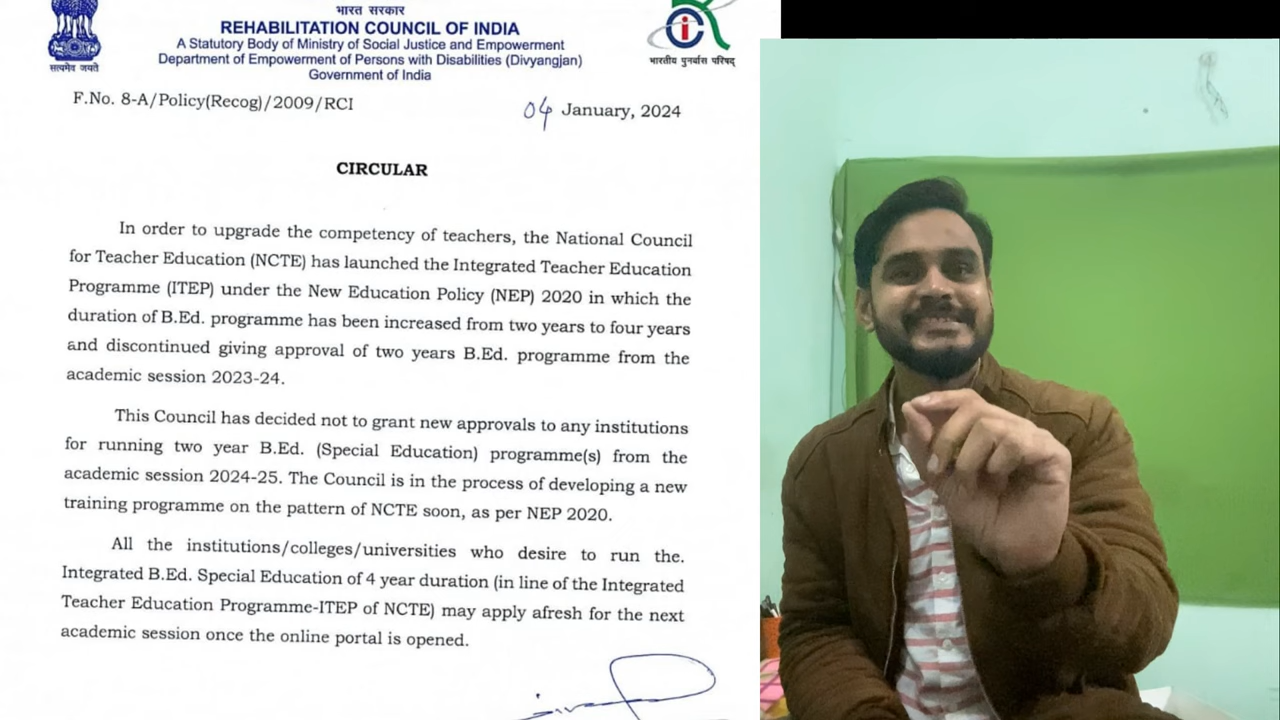 भारत सरकार
REHABILITATION COUNCIL OF INDIA
A Statutory Body of Ministry of Social Justice and Empowerment
Department of Empowerment of Persons with Disabilities (Divyangjan)
Government of India
सत्यमेव जयते
भारतीय पुनर्वास परिषद्
F.No. 8-A/Policy(Recog)/2009/RCI
04 January, 2024
CIRCULAR
In order to upgrade the competency of teachers, the National Council
for Teacher Education (NCTE) has launched the Integrated Teacher Education
Programme (ITEP) under the New Education Policy (NEP) 2020 in which the
duration of B.Ed. programme has been increased from two years to four years
and discontinued giving approval of two years B.Ed. programme from the
academic session 2023-24.
This Council has decided not to grant new approvals to any institutions
for running two year B.Ed. (Special Education) programme(s) from the
academic session 2024-25. The Council is in the process of developing a new
training programme on the pattern of NCTE soon, as per NEP 2020.
All the institutions/colleges/universities who desire to run the.
Integrated B.Ed. Special Education of 4 year duration (in line of the Integrated
Teacher Education Programme-ITEP of NCTE) may apply afresh for the next
academic session once the online portal is opened.